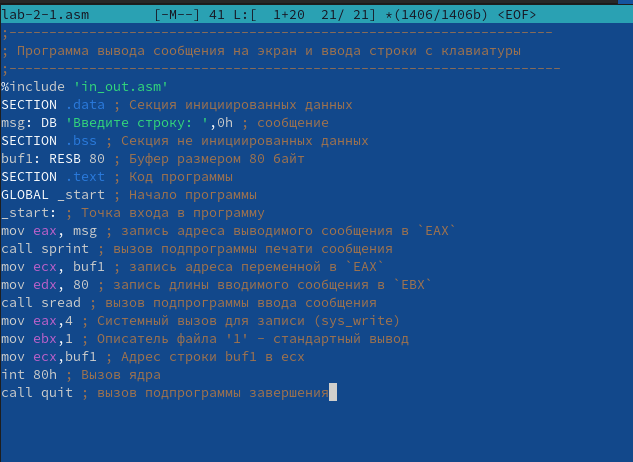 lab-2-1.asm [-M--] 41 L:[ 1+20 21/ 21] *(1406/1406b) <EOF>
;--------------------------------------------------------------------
; Программа вывода сообщения на экран и ввода строки с клавиатуры
;---------------------------------------------------------------------
%include 'in_out.asm'
SECTION .data ; Секция инициированных данных
msg: DB 'Введите строку: ',0h ; сообщение
SECTION .bss ; Секция не инициированных данных
buf1: RESB 80 ; Буфер размером 80 байт
SECTION .text ; Код программы
GLOBAL _start ; Начало программы
_start: ; Точка входа в программу
mov eax, msg ; запись адреса выводимого сообщения в `EAX`
call sprint ; вызов подпрограммы печати сообщения
mov ecx, buf1 ; запись адреса переменной в `EAX`
mov edx, 80 ; запись длины вводимого сообщения в `EBX`
call sread ; вызов подпрограммы ввода сообщения
mov eax,4 ; Системный вызов для записи (sys_write)
mov ebx,1 ; Описатель файла '1' - стандартный вывод
mov ecx,buf1 ; Адрес строки buf1 в ecx
int 80h ; Вызов ядра
call quit ; вызов подпрограммы завершения